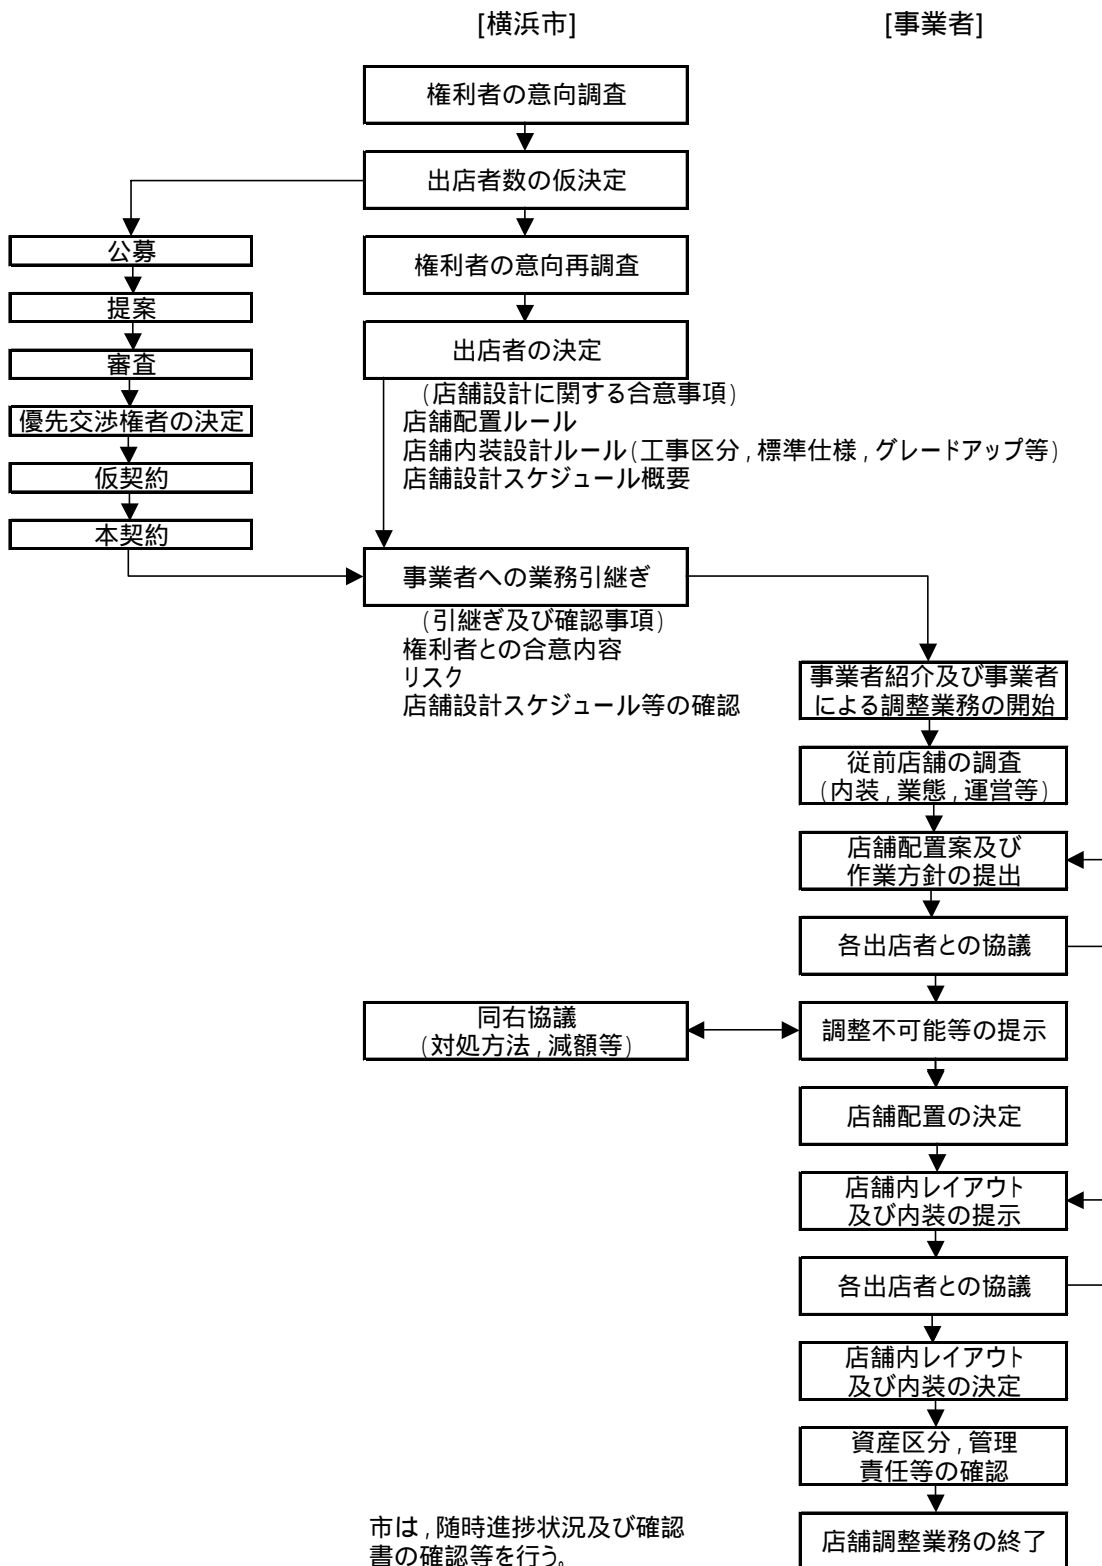 [横浜市]
[事業者]
権利者の意向調査
出店者数の仮決定
公募
提案
審査
優先交渉権者の決定
仮契約
本契約
権利者の意向再調査
出店者の決定
(店舗設計に関する合意事項)
店舗配置ルール
店舗内装設計ルール(工事区分,標準仕様,グレードアップ等)
店舗設計スケジュール概要
事業者への業務引継ぎ
(引継ぎ及び確認事項)
権利者との合意内容
リスク
店舗設計スケジュール等の確認
事業者紹介及び事業者
による調整業務の開始
従前店舗の調査
(内装,業態,運営等)
店舗配置案及び
作業方針の提出
各出店者との協議
同右協議
(対処方法,減額等)
調整不可能等の提示
店舗配置の決定
店舗内レイアウト
及び内装の提示
各出店者との協議
店舗内レイアウト
及び内装の決定
資産区分,管理
責任等の確認
市は,随時進捗状況及び確認
書の確認等を行う。
店舗調整業務の終了